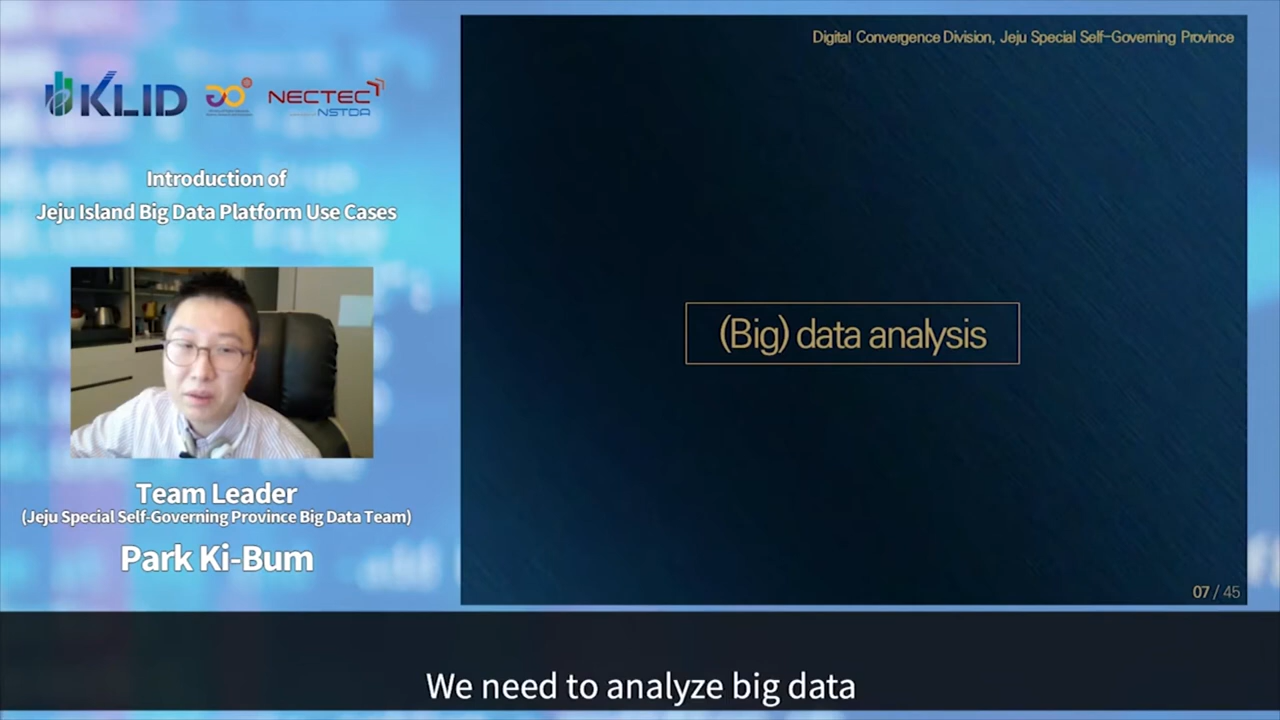 KLID
NECTEC
NSTDA
Introduction of
Jeju Island Big Data Platform Use Cases
Team Leader
(Jeju Special Self-Governing Province Big Data Team)
Park Ki-Bum
Digital Convergence Division, Jeju Special Self-Governing Province
(Big) data analysis
07 / 45
We need to analyze big data